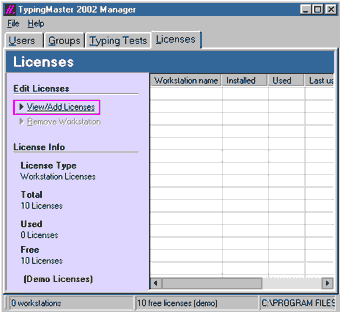 TypingMaster 2002 Manager
File Help
Users Groups Typing Tests Licenses
Licenses
Edit Licenses
View/Add Licenses
Remove Workstation
License Info
License Type
Workstation Licenses
Total
10 Licenses
Used
0 Licenses
Free
10 Licenses
(Demo Licenses)
Workstation name Installed Used Last us
0 workstations 10 free licenses (demo) C:\PROGRAM FILES